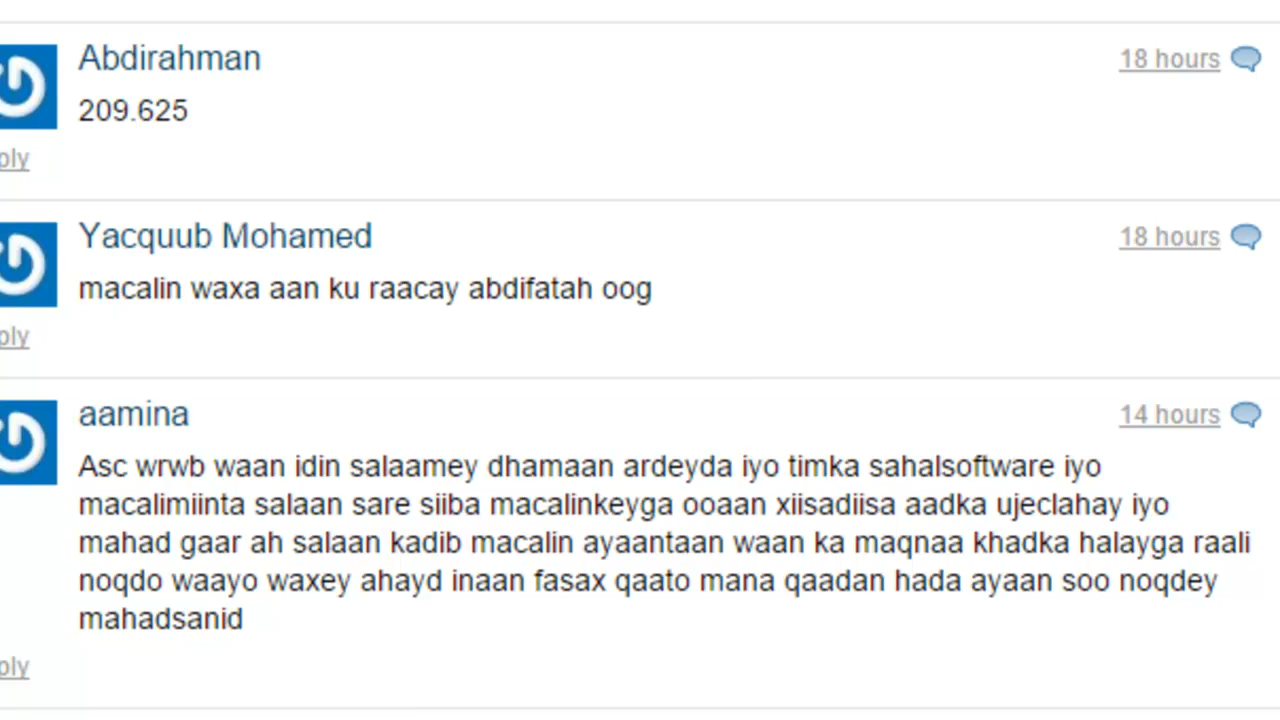 Abdirahman
18 hours
209.625
ply
Yacquub Mohamed
18 hours
macalin waxa aan ku raacay abdifatah oog
ply
aamina
14 hours
Asc wrwb waan idin salaamey dhamaan ardeyda iyo timka sahalsoftware iyo
macalimiinta salaan sare siiba macalinkeyga ooaan xiisadiisa aadka ujeclahay iyo
mahad gaar ah salaan kadib macalin ayaantaan waan ka maqnaa khadka halayga raali
noqdo waayo waxey ahayd inaan fasax qaato mana qaadan hada ayaan soo noqdey
mahadsanid
ply